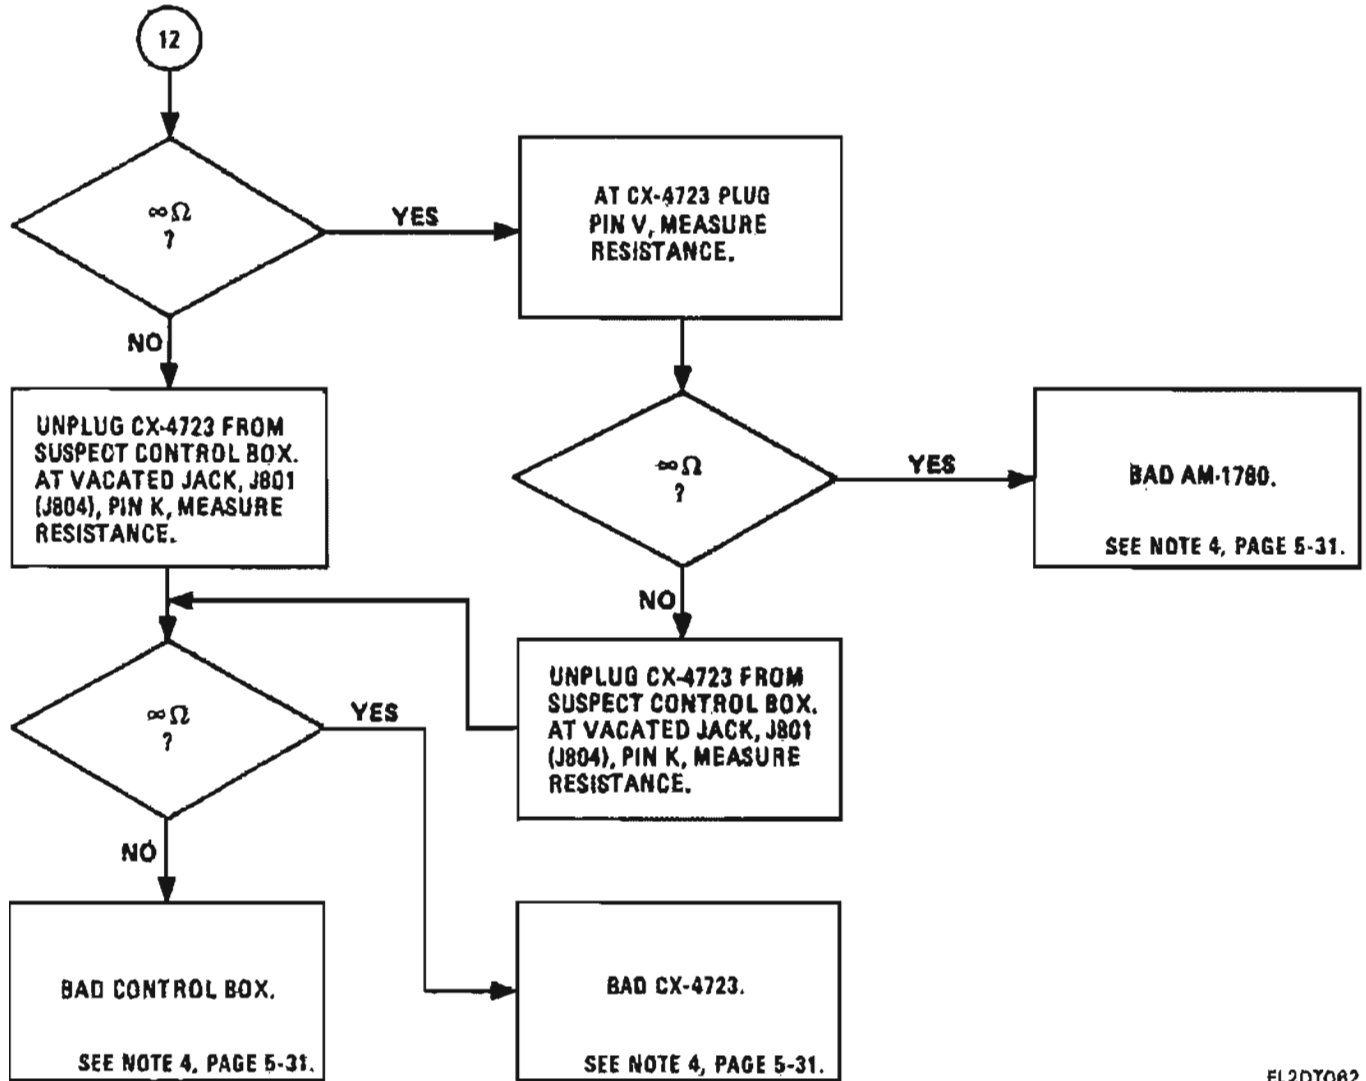 12
∞Ω
?
YES
AT CX-4723 PLUG
PIN V, MEASURE
RESISTANCE.
NO
UNPLUG CX-4723 FROM
SUSPECT CONTROL BOX.
AT VACATED JACK, J801
(J804), PIN K, MEASURE
RESISTANCE.
∞Ω
?
YES
BAD AM-1780.
SEE NOTE 4, PAGE 5-31.
NO
UNPLUG CX-4723 FROM
SUSPECT CONTROL BOX.
AT VACATED JACK, J801
(J804), PIN K, MEASURE
RESISTANCE.
∞Ω
?
YES
NO
BAD CONTROL BOX.
SEE NOTE 4, PAGE 5-31.
BAD CX-4723.
SEE NOTE 4, PAGE 5-31.
EL2DT062